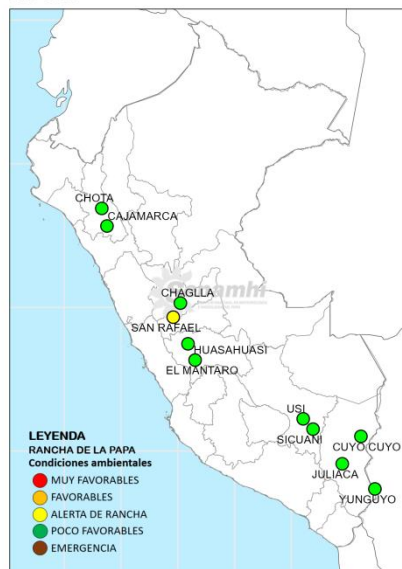 CHOTA
CAJAMARCA
Senamhi
CHAGLLA
SAN RAFAEL
HUASAHUASI
EL MANTARO
USI
SICUANI
CUYO CUYO
JULIACA
YUNGUYO
LEYENDA
RANCHA DE LA PAPA
Condiciones ambientales
MUY FAVORABLES
FAVORABLES
ALERTA DE RANCHA
POCO FAVORABLES
EMERGENCIA